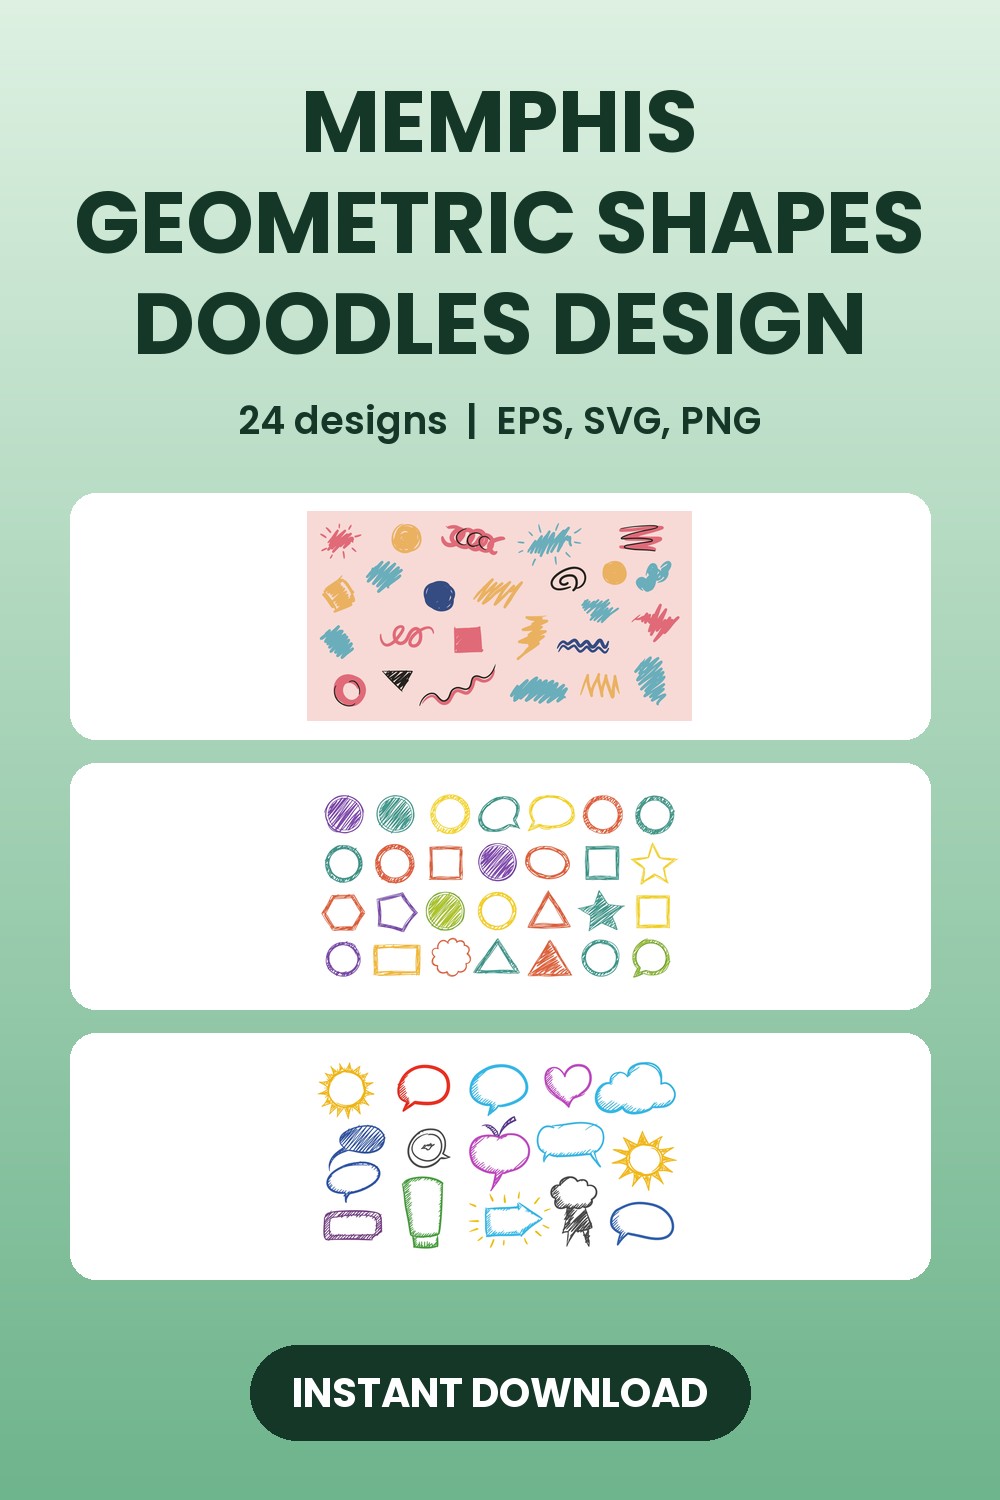 MEMPHIS
GEOMETRIC SHAPES
DOODLES DESIGN
24 designs | EPS, SVG, PNG
INSTANT DOWNLOAD